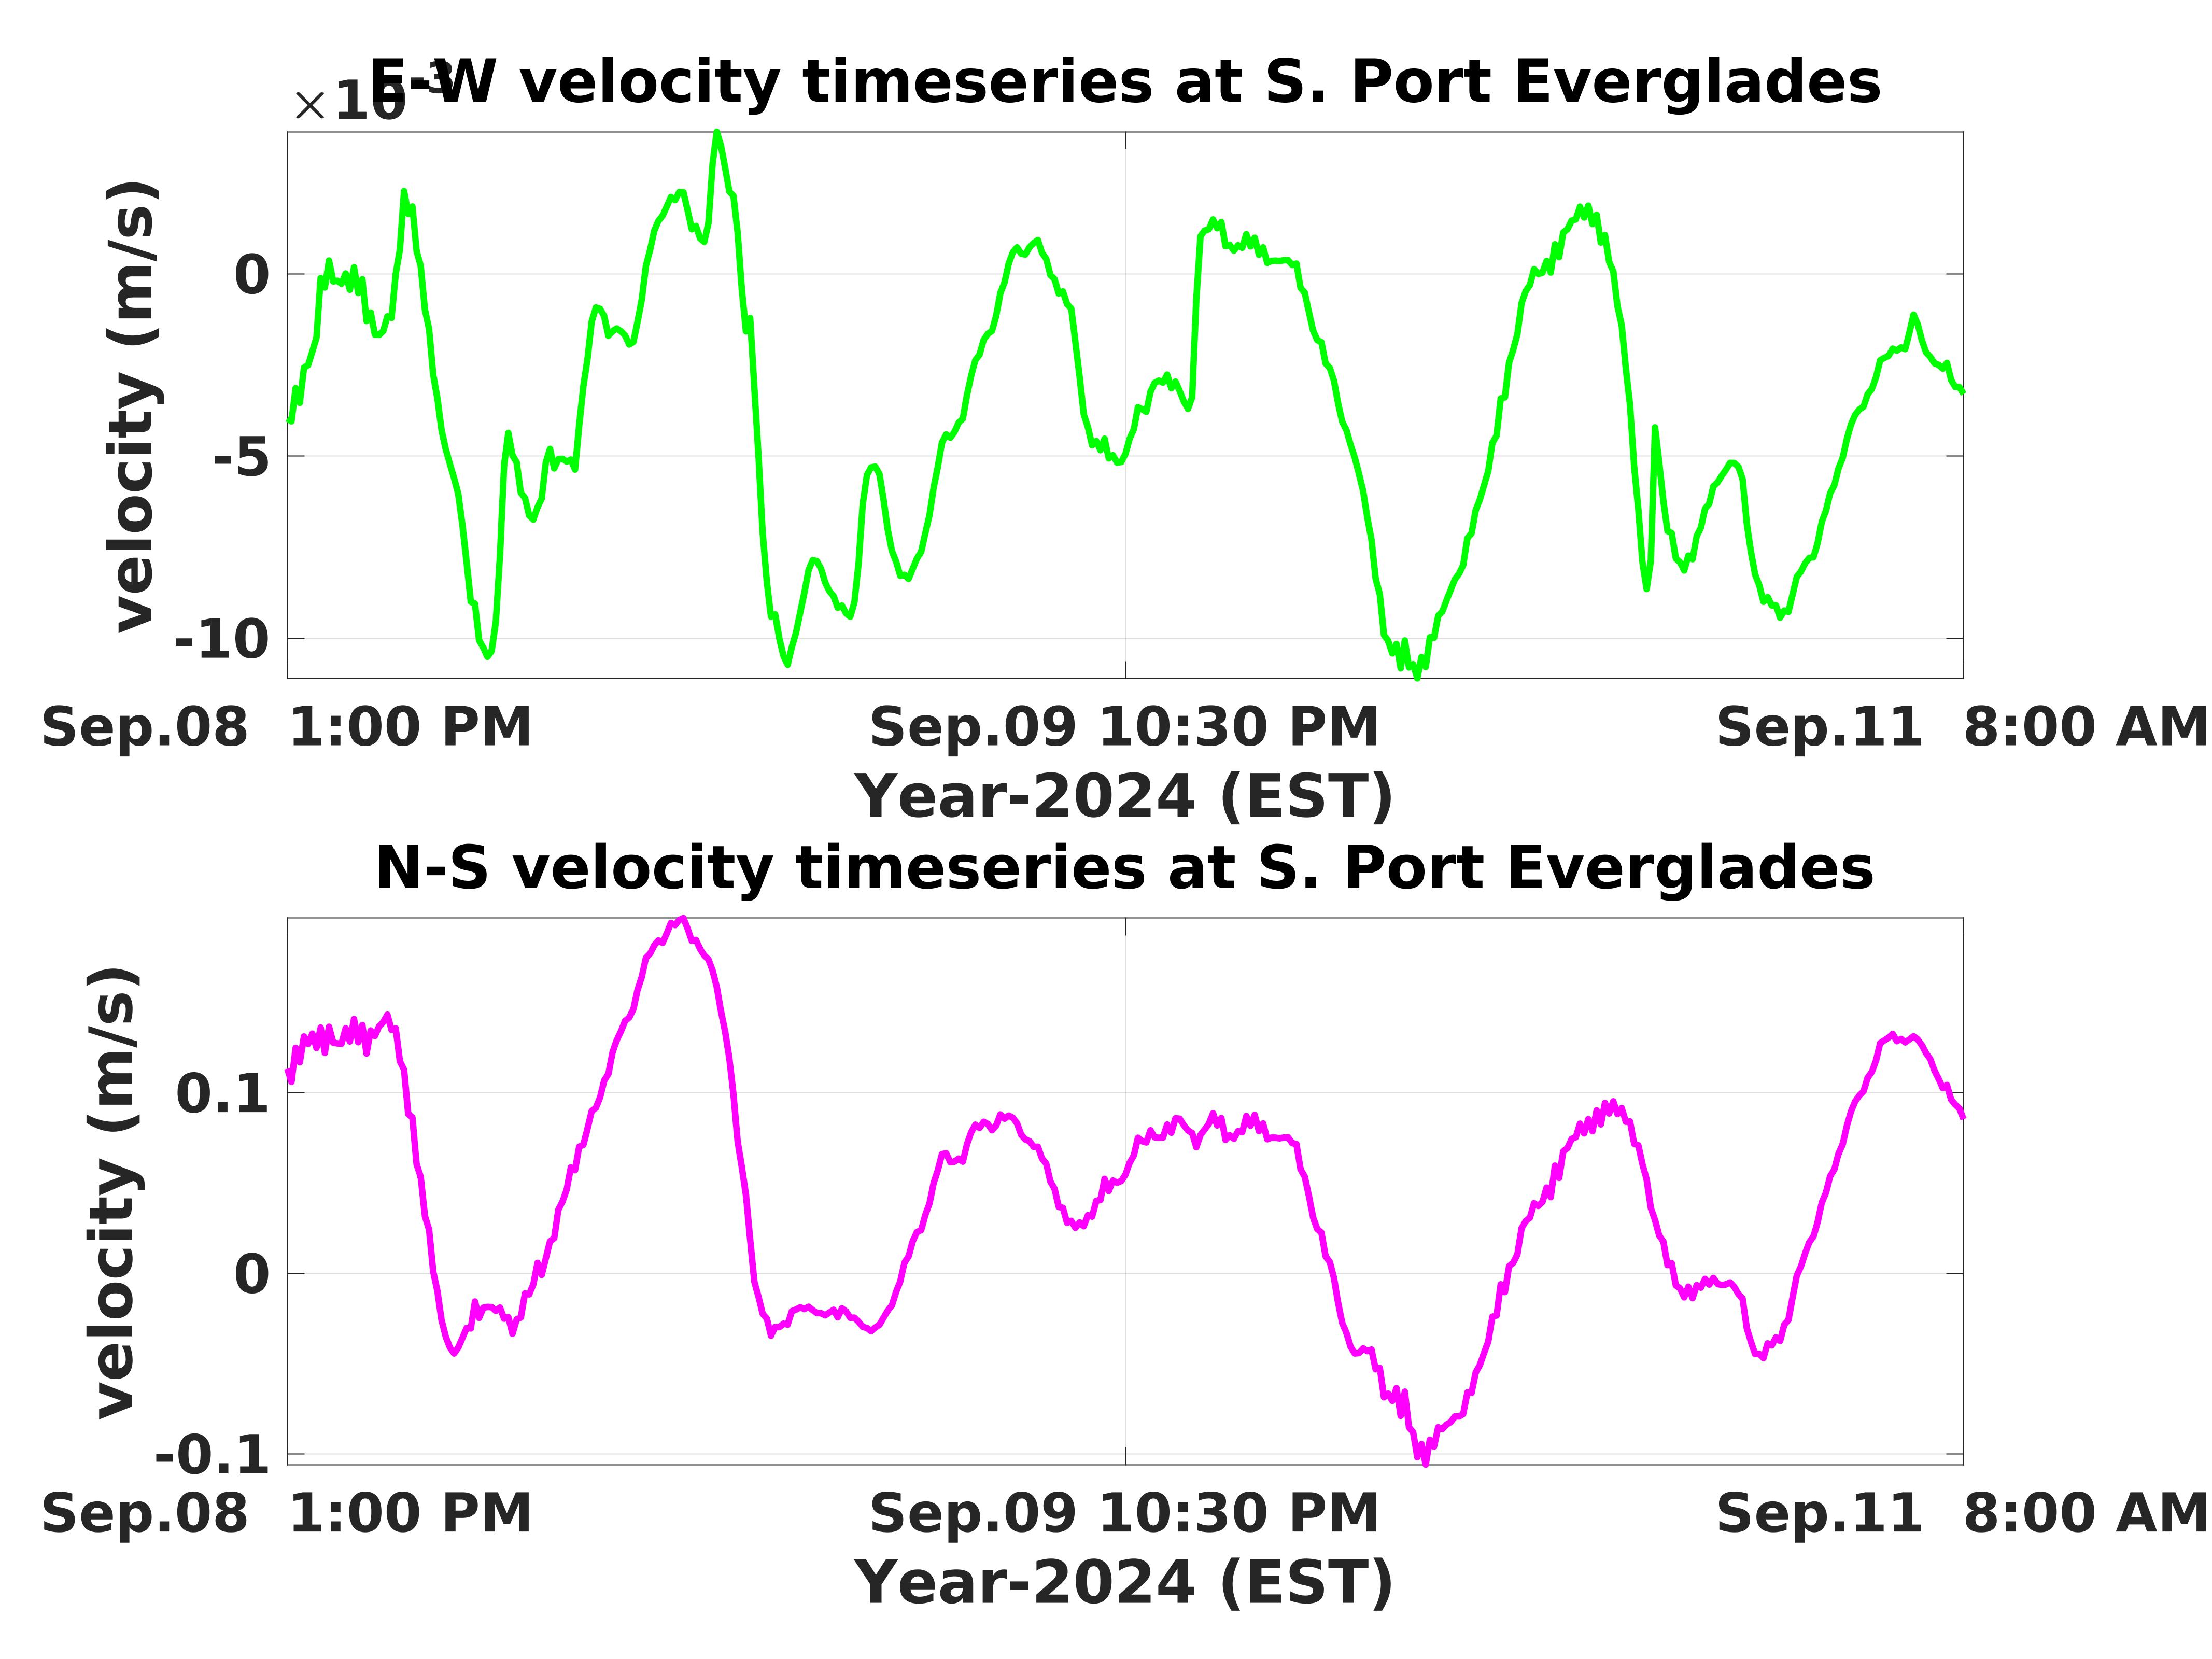 E-W velocity timeseries at S. Port Everglades
×10-3
velocity (m/s)
0
-5
-10
Sep.08 1:00 PM Sep.09 10:30 PM Sep.11 8:00 AM
Year-2024 (EST)
N-S velocity timeseries at S. Port Everglades
velocity (m/s)
0.1
0
-0.1
Sep.08 1:00 PM Sep.09 10:30 PM Sep.11 8:00 AM
Year-2024 (EST)